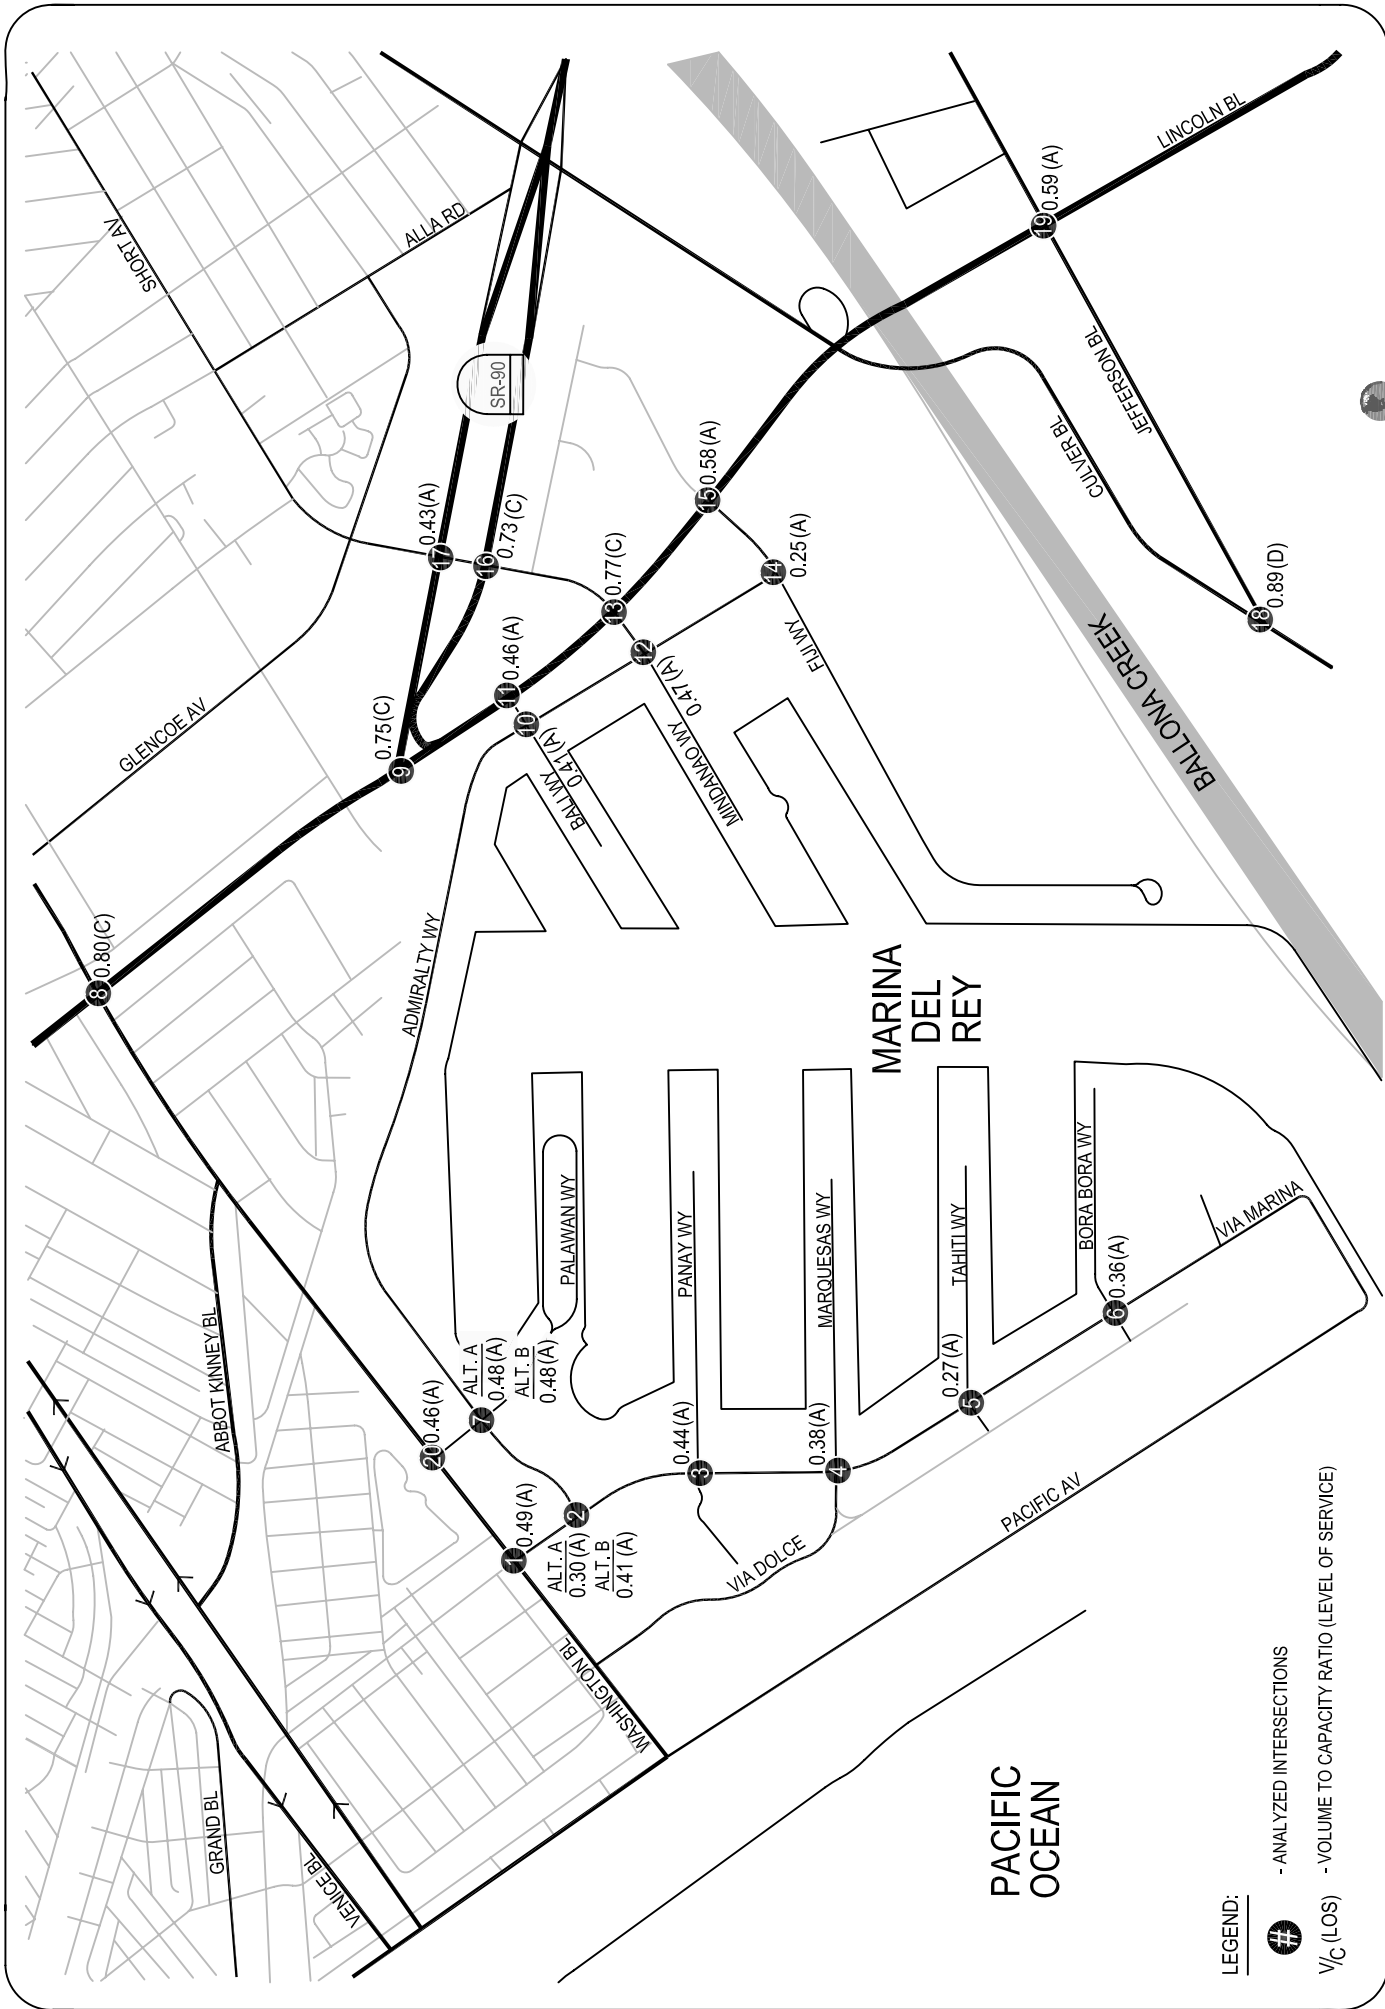 SHORT AV
ALLA RD
SR-90
LINCOLN BL
19 0.59 (A)
JEFFERSON BL
CULVER BL
17 0.43 (A)
16 0.73 (C)
15 0.58 (A)
14 0.25 (A)
13 0.77 (C)
12 0.47 (A)
11 0.46 (A)
10 0.41 (A)
18 0.89 (D)
GLENCOE AV
9 0.75 (C)
BALI WY
MINDANAO WY
FIJI WY
BALLONA CREEK
8 0.80 (C)
ADMIRALTY WY
MARINA
DEL
REY
ABBOT KINNEY BL
PALAWAN WY
PANAY WY
MARQUESAS WY
TAHITI WY
BORA BORA WY
VIA MARINA
20 0.46 (A)
7
ALT. A
0.48 (A)
ALT. B
0.48 (A)
1 0.49 (A)
2
ALT. A
0.30 (A)
ALT. B
0.41 (A)
3 0.44 (A)
4 0.38 (A)
5 0.27 (A)
6 0.36 (A)
VIA DOLCE
PACIFIC AV
WASHINGTON BL
GRAND BL
VENICE BL
PACIFIC
OCEAN
LEGEND:
# - ANALYZED INTERSECTIONS
V/C (LOS) - VOLUME TO CAPACITY RATIO (LEVEL OF SERVICE)